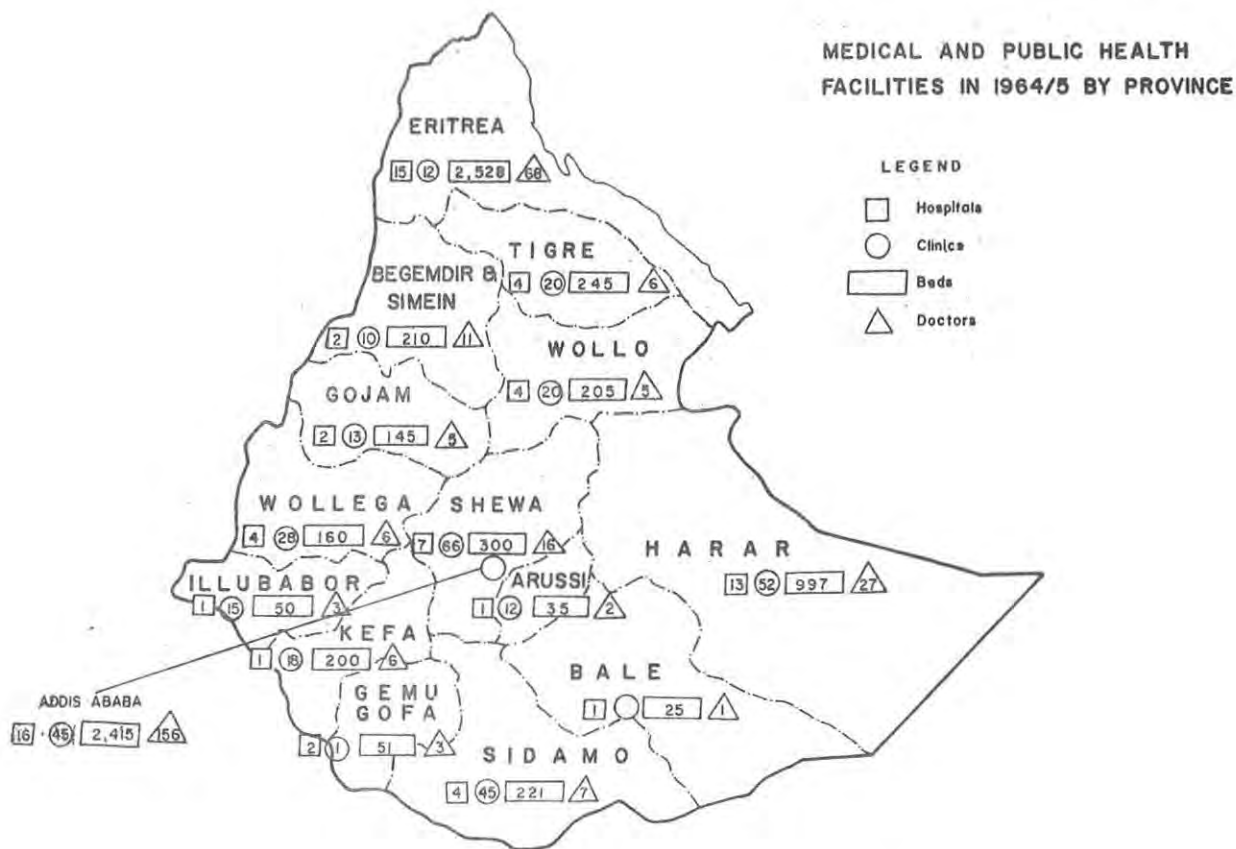 MEDICAL AND PUBLIC HEALTH
FACILITIES IN 1964/5 BY PROVINCE
LEGEND
Hospitals
Clinics
Beds
Doctors
ERITREA
15 12 2,528 68
TIGRE
4 20 245 6
BEGEMDIR &
SIMEIN
2 10 210 11
WOLLO
4 20 205 5
GOJAM
2 13 145 5
WOLLEGA
4 28 160 6
SHEWA
7 66 300 16
HARAR
13 52 997 27
ILLUBABOR
1 15 50 3
ARUSSI
1 12 35 2
KEFA
1 18 200 6
BALE
1 25 1
ADDIS ABABA
16 45 2,415 156
GEMU
GOFA
2 1 51 3
SIDAMO
4 45 221 7